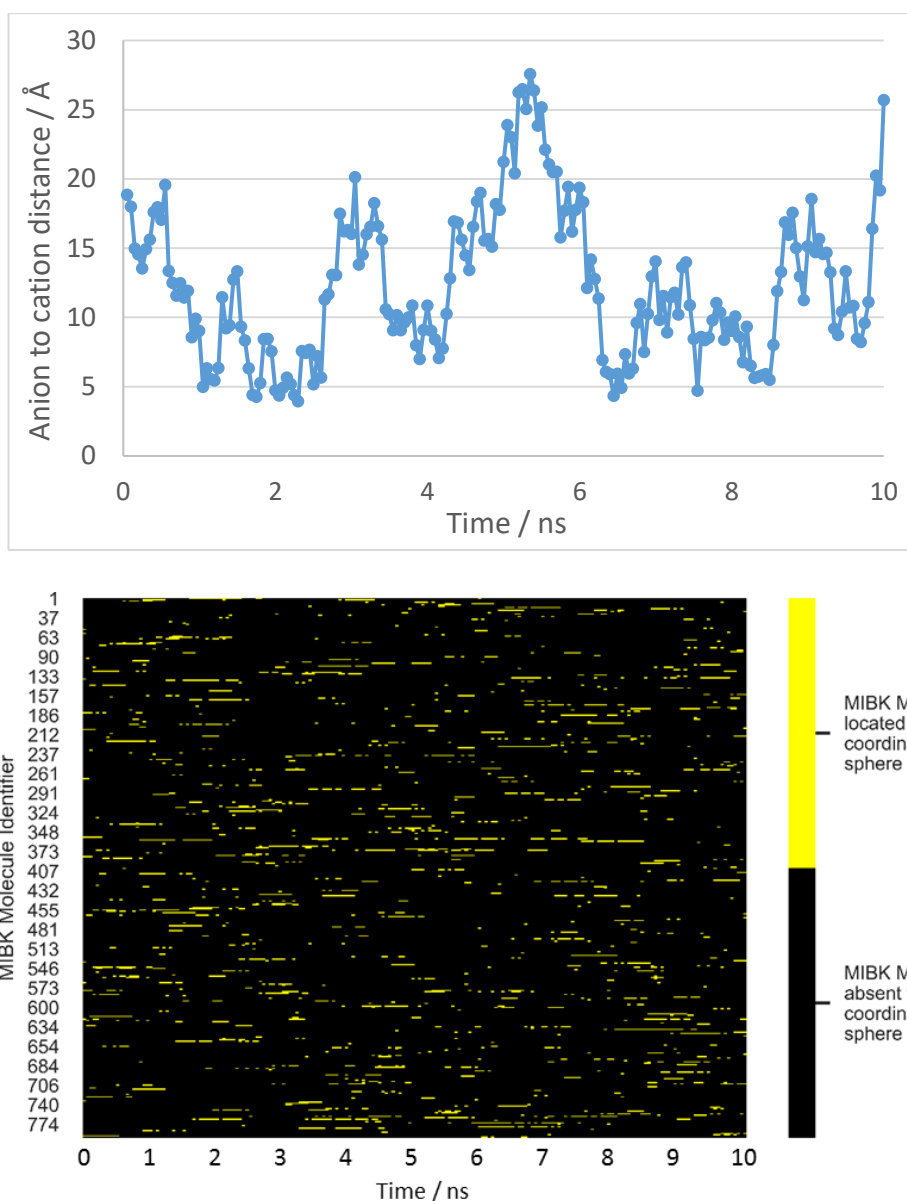 30
25
20
15
10
5
0
Anion to cation distance / Å
0 2 4 6 8 10
Time / ns
1
37
63
90
133
157
186
212
237
261
291
324
348
373
407
432
455
481
513
546
573
600
634
654
684
706
740
774
MIBK Molecule Identifier
0 1 2 3 4 5 6 7 8 9 10
Time / ns
MIBK M
located
coordin
sphere
MIBK M
absent
coordin
sphere